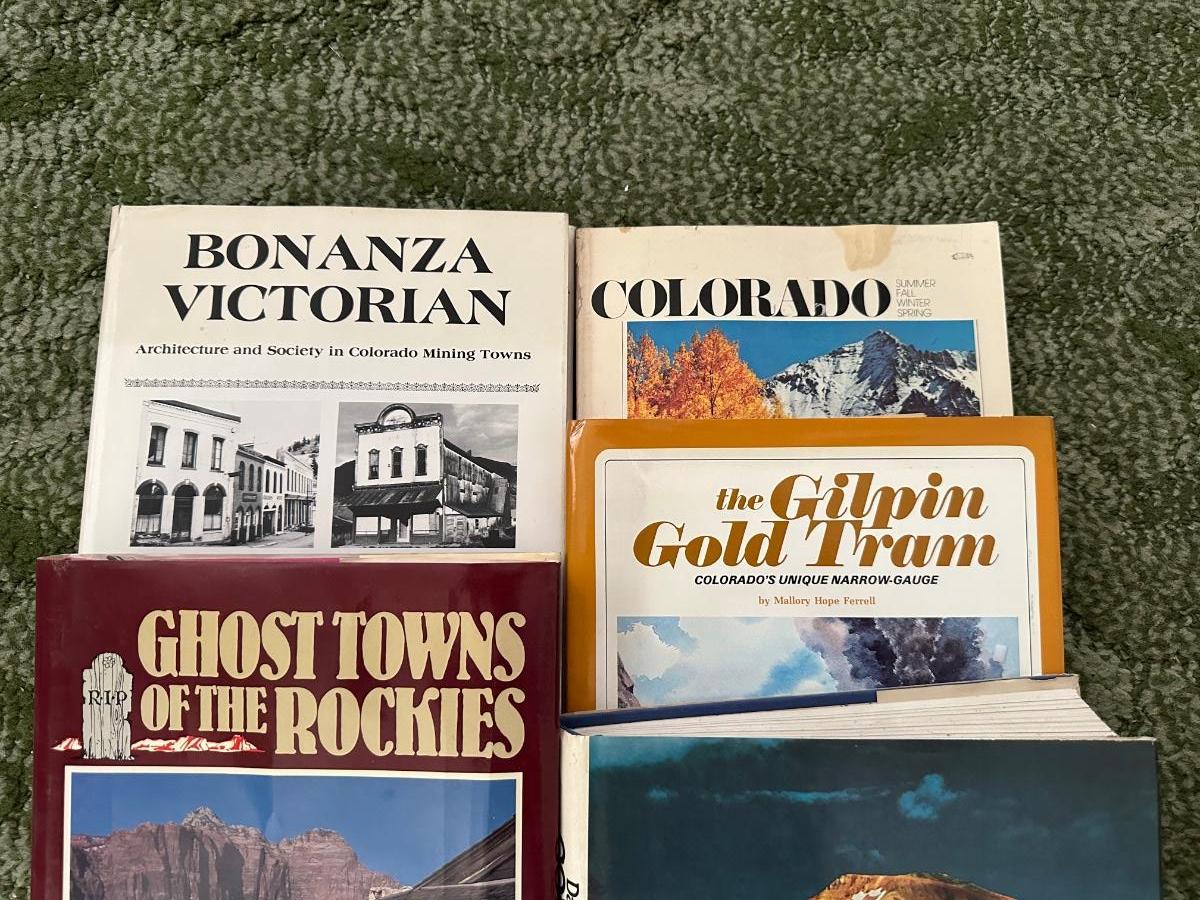 BONANZA
VICTORIAN
Architecture and Society in Colorado Mining Towns
COLORADO
SUMMER
FALL
WINTER
SPRING
the Gilpin
Gold Tram
COLORADO'S UNIQUE NARROW-GAUGE
by Mallory Hope Ferrell
GHOST TOWNS
OF THE ROCKIES
R·I·P